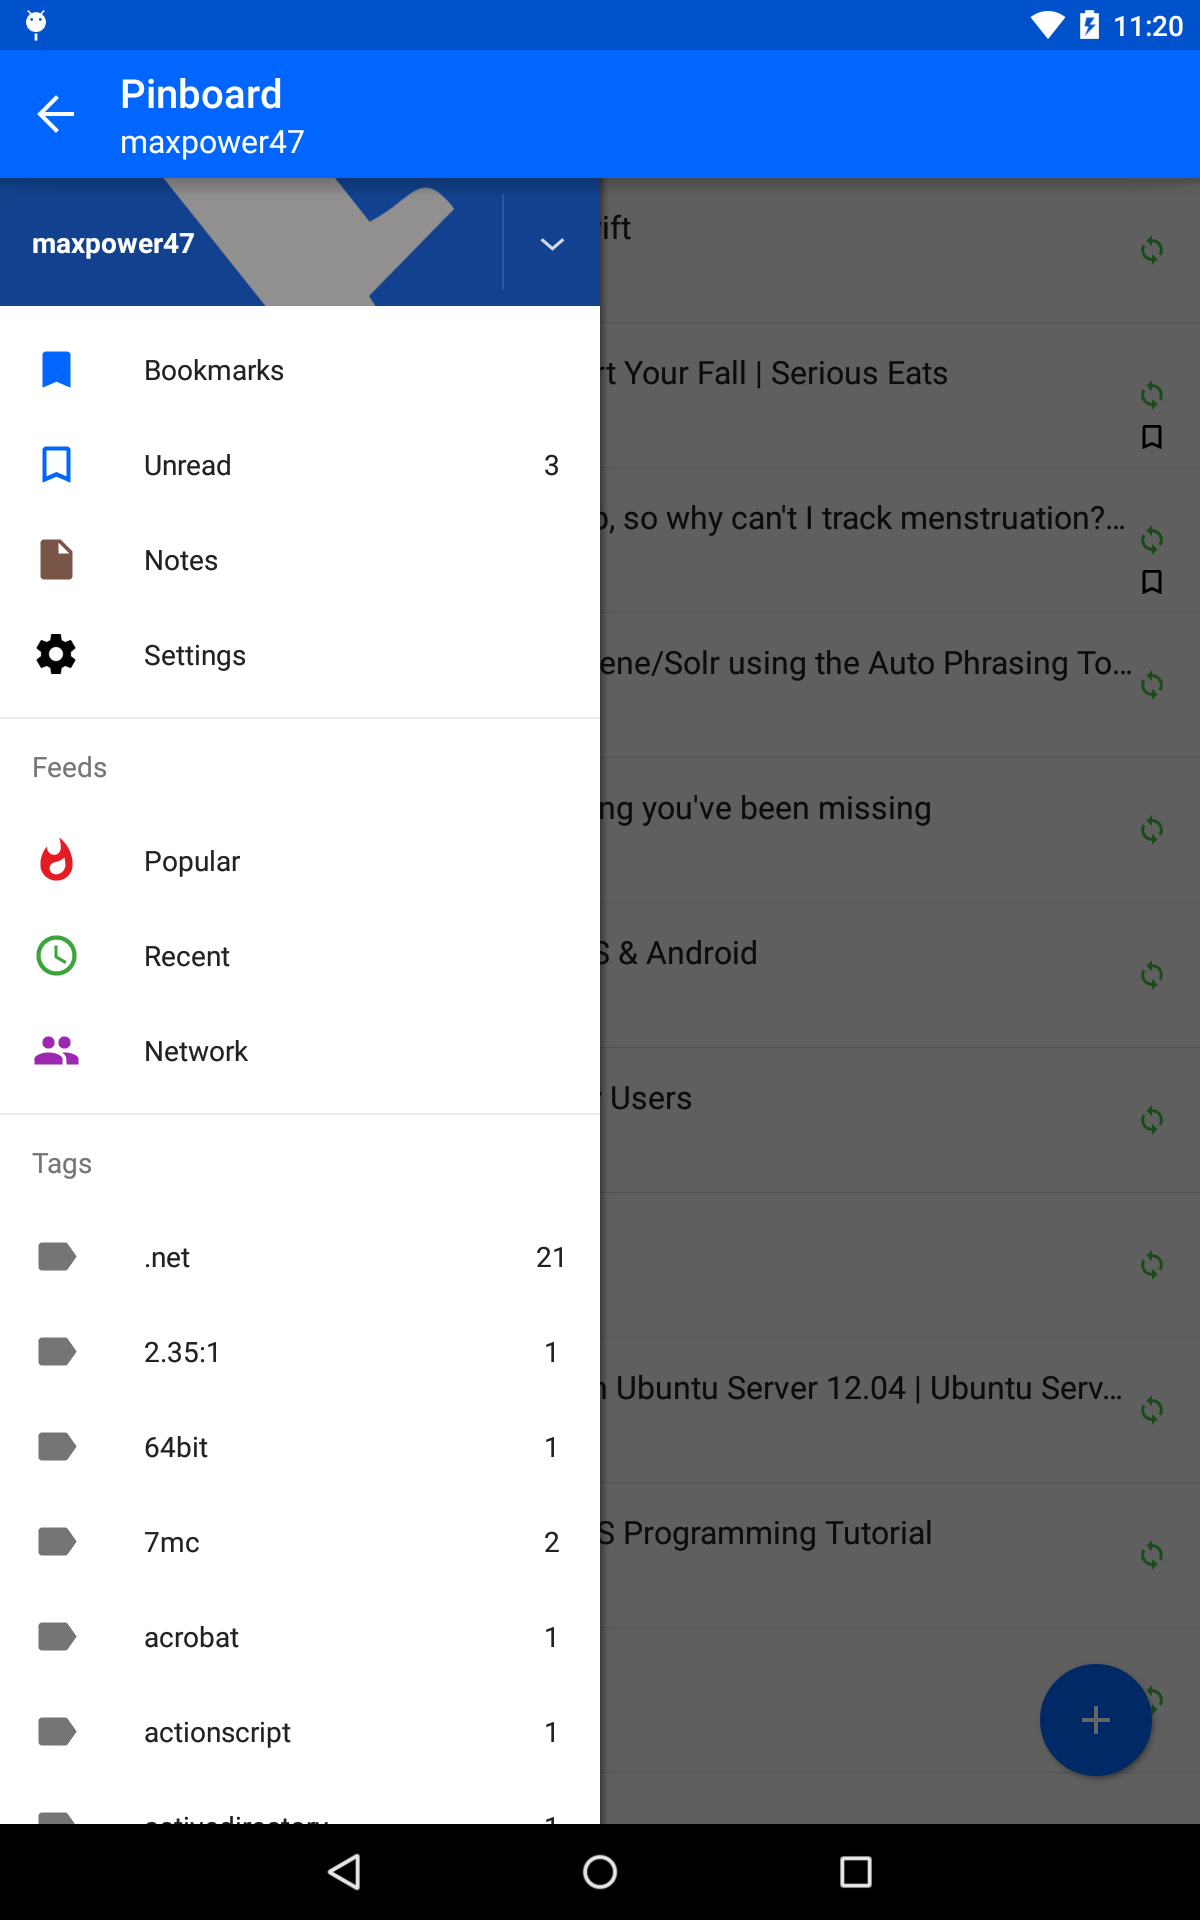 11:20
Pinboard
maxpower47
maxpower47
Bookmarks
Unread 3
Notes
Settings
Feeds
Popular
Recent
Network
Tags
.net 21
2.35:1 1
64bit 1
7mc 2
acrobat 1
actionscript 1
activedirectory 1
ift
t Your Fall | Serious Eats
, so why can't I track menstruation?...
ene/Solr using the Auto Phrasing To...
ng you've been missing
S & Android
Users
Ubuntu Server 12.04 | Ubuntu Serv...
S Programming Tutorial